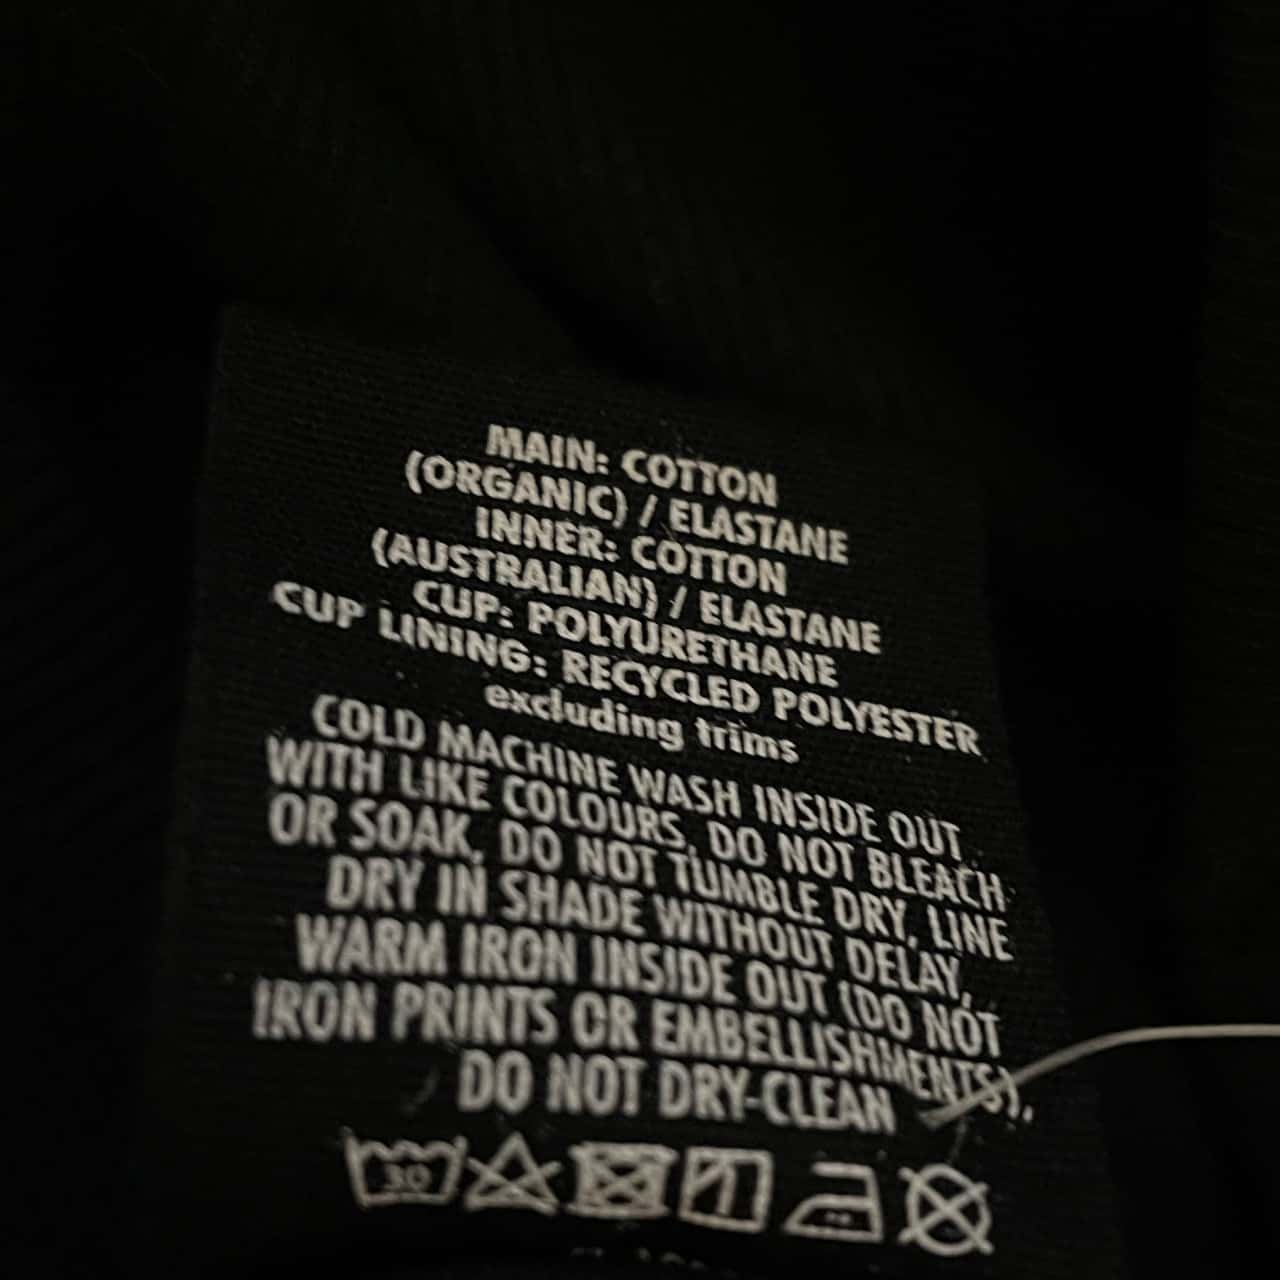 MAIN: COTTON
(ORGANIC) / ELASTANE
INNER: COTTON
(AUSTRALIAN) / ELASTANE
CUP: POLYURETHANE
CUP LINING: RECYCLED POLYESTER
excluding trims
COLD MACHINE WASH INSIDE OUT
WITH LIKE COLOURS, DO NOT BLEACH
OR SOAK, DO NOT TUMBLE DRY, LINE
DRY IN SHADE WITHOUT DELAY,
WARM IRON INSIDE OUT (DO NOT
IRON PRINTS OR EMBELLISHMENTS),
DO NOT DRY-CLEAN
30